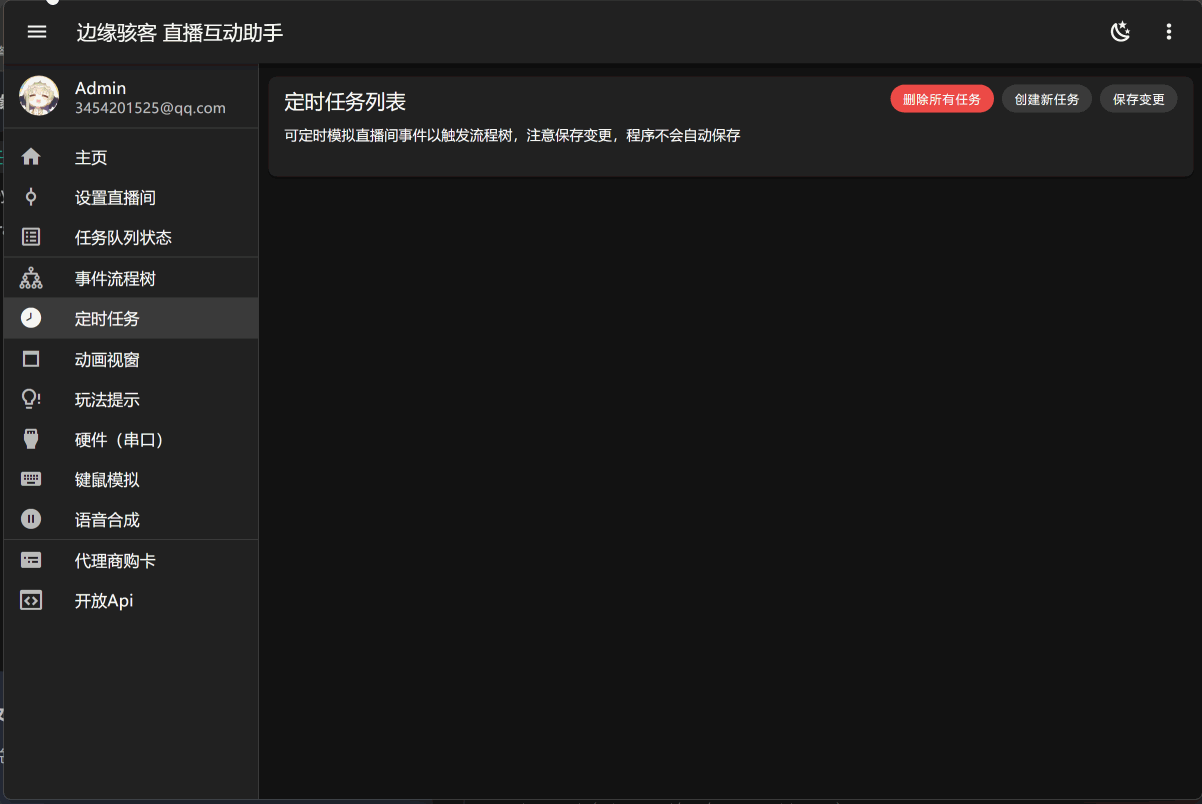 边缘骇客 直播互动助手
Admin
3454201525@qq.com
主页
设置直播间
任务队列状态
事件流程树
定时任务
动画视窗
玩法提示
硬件（串口）
键鼠模拟
语音合成
代理商购卡
开放Api
定时任务列表
删除所有任务
创建新任务
保存变更
可定时模拟直播间事件以触发流程树，注意保存变更，程序不会自动保存